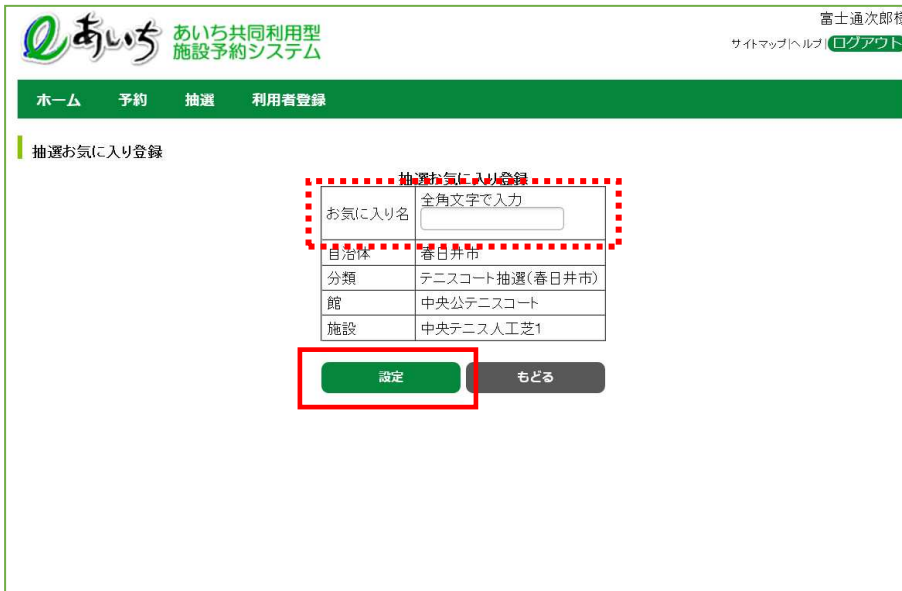 富士通次郎様
あいち あいち共同利用型
施設予約システム
サイトマップ|ヘルプ|ログアウト
ホーム 予約 抽選 利用者登録
抽選お気に入り登録
抽選お気に入り登録
お気に入り名 全角文字で入力
自治体 春日井市
分類 テニスコート抽選(春日井市)
館 中央公テニスコート
施設 中央テニス人工芝1
設定 もどる